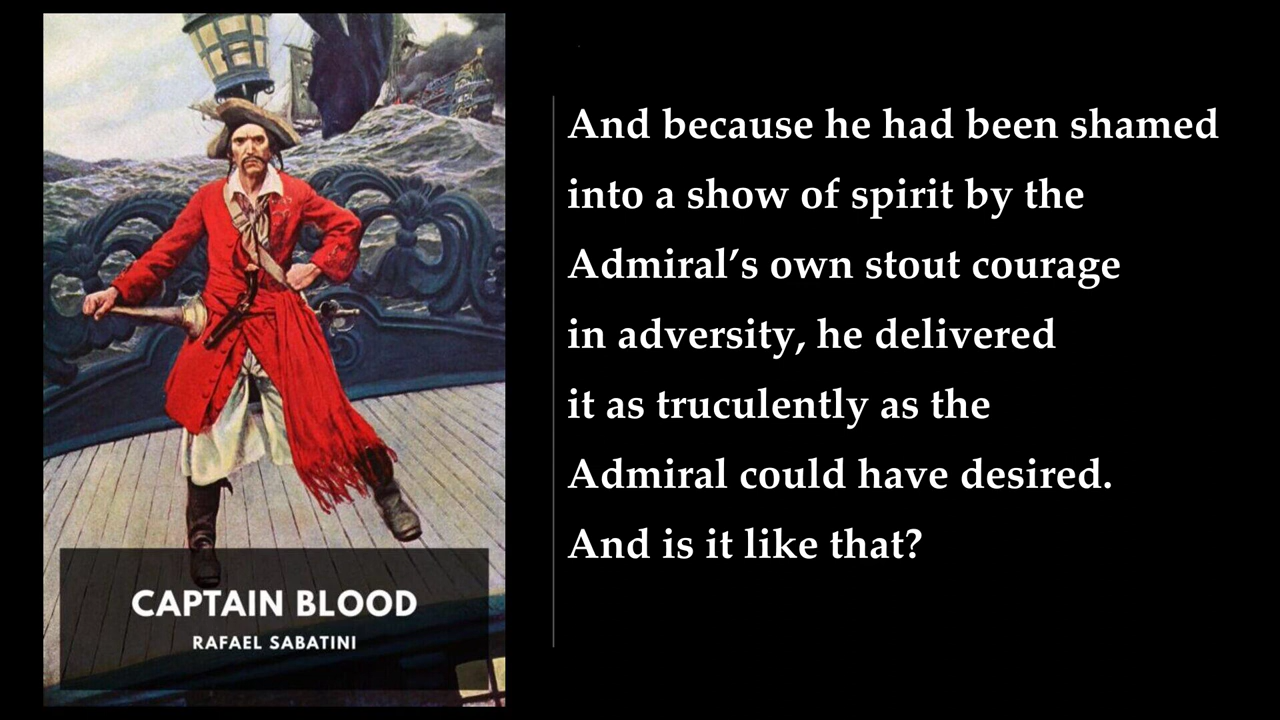 CAPTAIN BLOOD
RAFAEL SABATINI
And because he had been shamed
into a show of spirit by the
Admiral’s own stout courage
in adversity, he delivered
it as truculently as the
Admiral could have desired.
And is it like that?